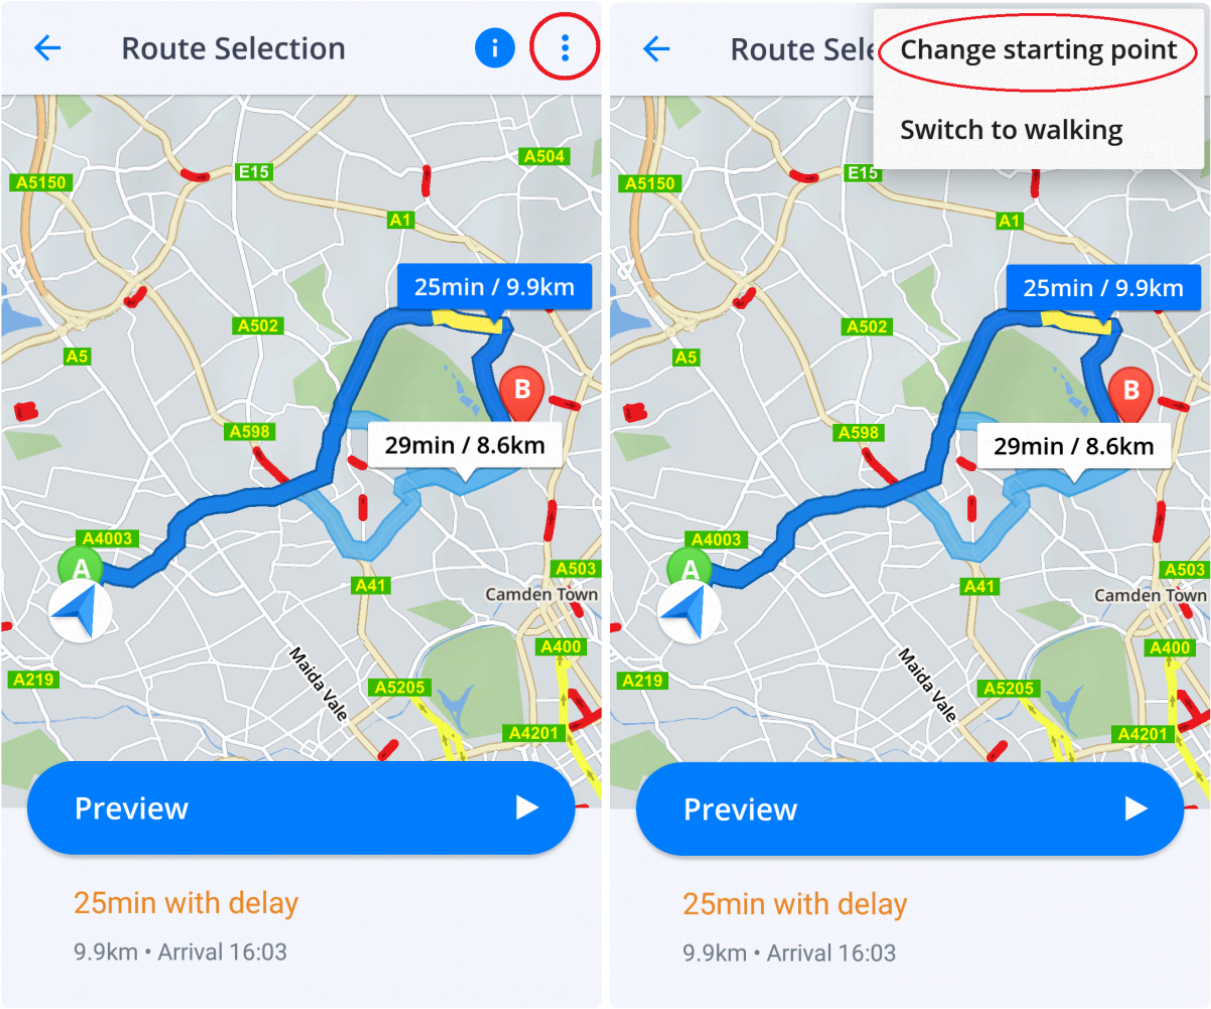 Route Selection
i
A504
E15
A5150
A1
25min / 9.9km
A502
A5
B
A598
29min / 8.6km
A4003
A
A503
A41
Camden Town
A400
Maida Vale
A219
A5205
A4201
Preview
25min with delay
9.9km • Arrival 16:03
Route Sele
Change starting point
Switch to walking
E15
A5150
A1
25min / 9.9km
A502
A5
B
A598
29min / 8.6km
A4003
A
A503
A41
Camden Town
A400
Maida Vale
A219
A5205
A4201
Preview
25min with delay
9.9km • Arrival 16:03